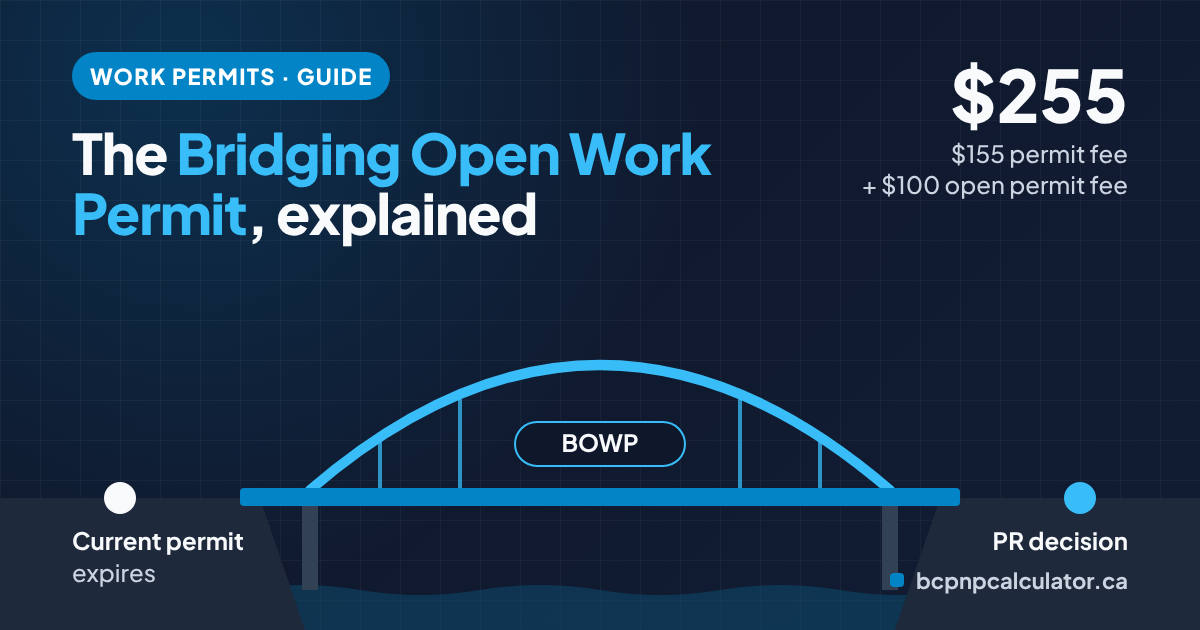 WORK PERMITS · GUIDE
The Bridging Open Work
Permit, explained
$255
$155 permit fee
+ $100 open permit fee
BOWP
Current permit
expires
PR decision
bcpnpcalculator.ca